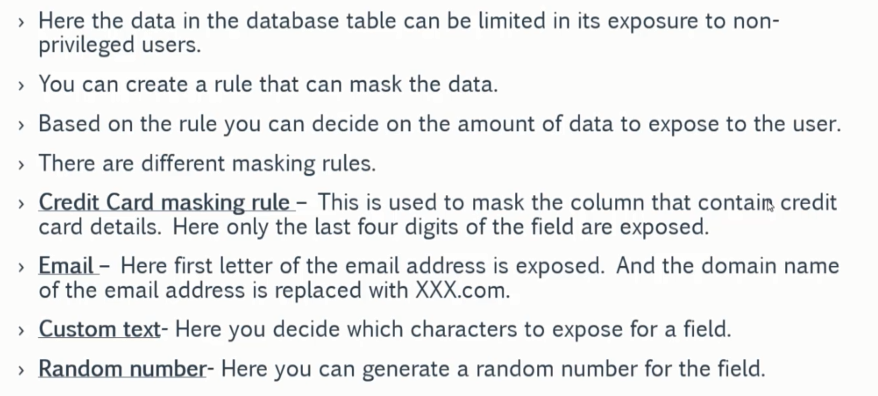 › Here the data in the database table can be limited in its exposure to non-
privileged users.
› You can create a rule that can mask the data.
› Based on the rule you can decide on the amount of data to expose to the user.
› There are different masking rules.
› Credit Card masking rule – This is used to mask the column that contain credit
card details. Here only the last four digits of the field are exposed.
› Email – Here first letter of the email address is exposed. And the domain name
of the email address is replaced with XXX.com.
› Custom text- Here you decide which characters to expose for a field.
› Random number- Here you can generate a random number for the field.